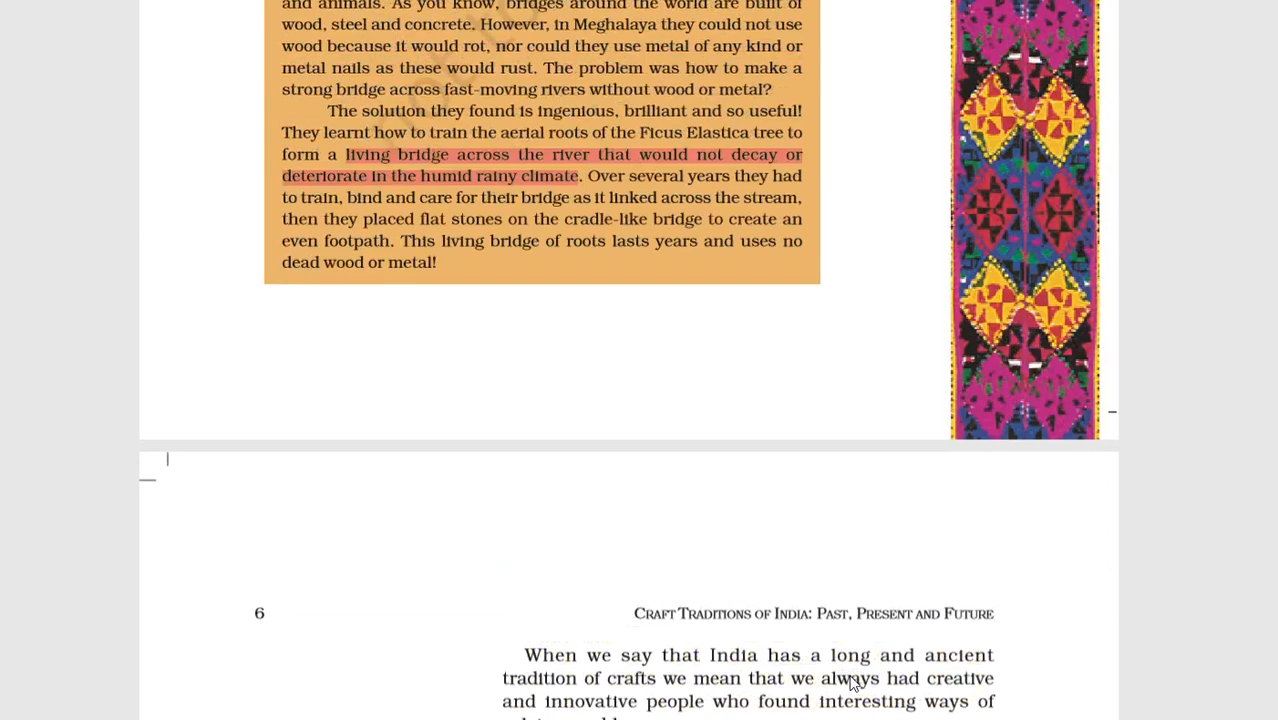 and animals. As you know, bridges around the world are built of
wood, steel and concrete. However, in Meghalaya they could not use
wood because it would rot, nor could they use metal of any kind or
metal nails as these would rust. The problem was how to make a
strong bridge across fast-moving rivers without wood or metal?
The solution they found is ingenious, brilliant and so useful!
They learnt how to train the aerial roots of the Ficus Elastica tree to
form a living bridge across the river that would not decay or
deteriorate in the humid rainy climate. Over several years they had
to train, bind and care for their bridge as it linked across the stream,
then they placed flat stones on the cradle-like bridge to create an
even footpath. This living bridge of roots lasts years and uses no
dead wood or metal!
6
CRAFT TRADITIONS OF INDIA: PAST, PRESENT AND FUTURE
When we say that India has a long and ancient
tradition of crafts we mean that we always had creative
and innovative people who found interesting ways of